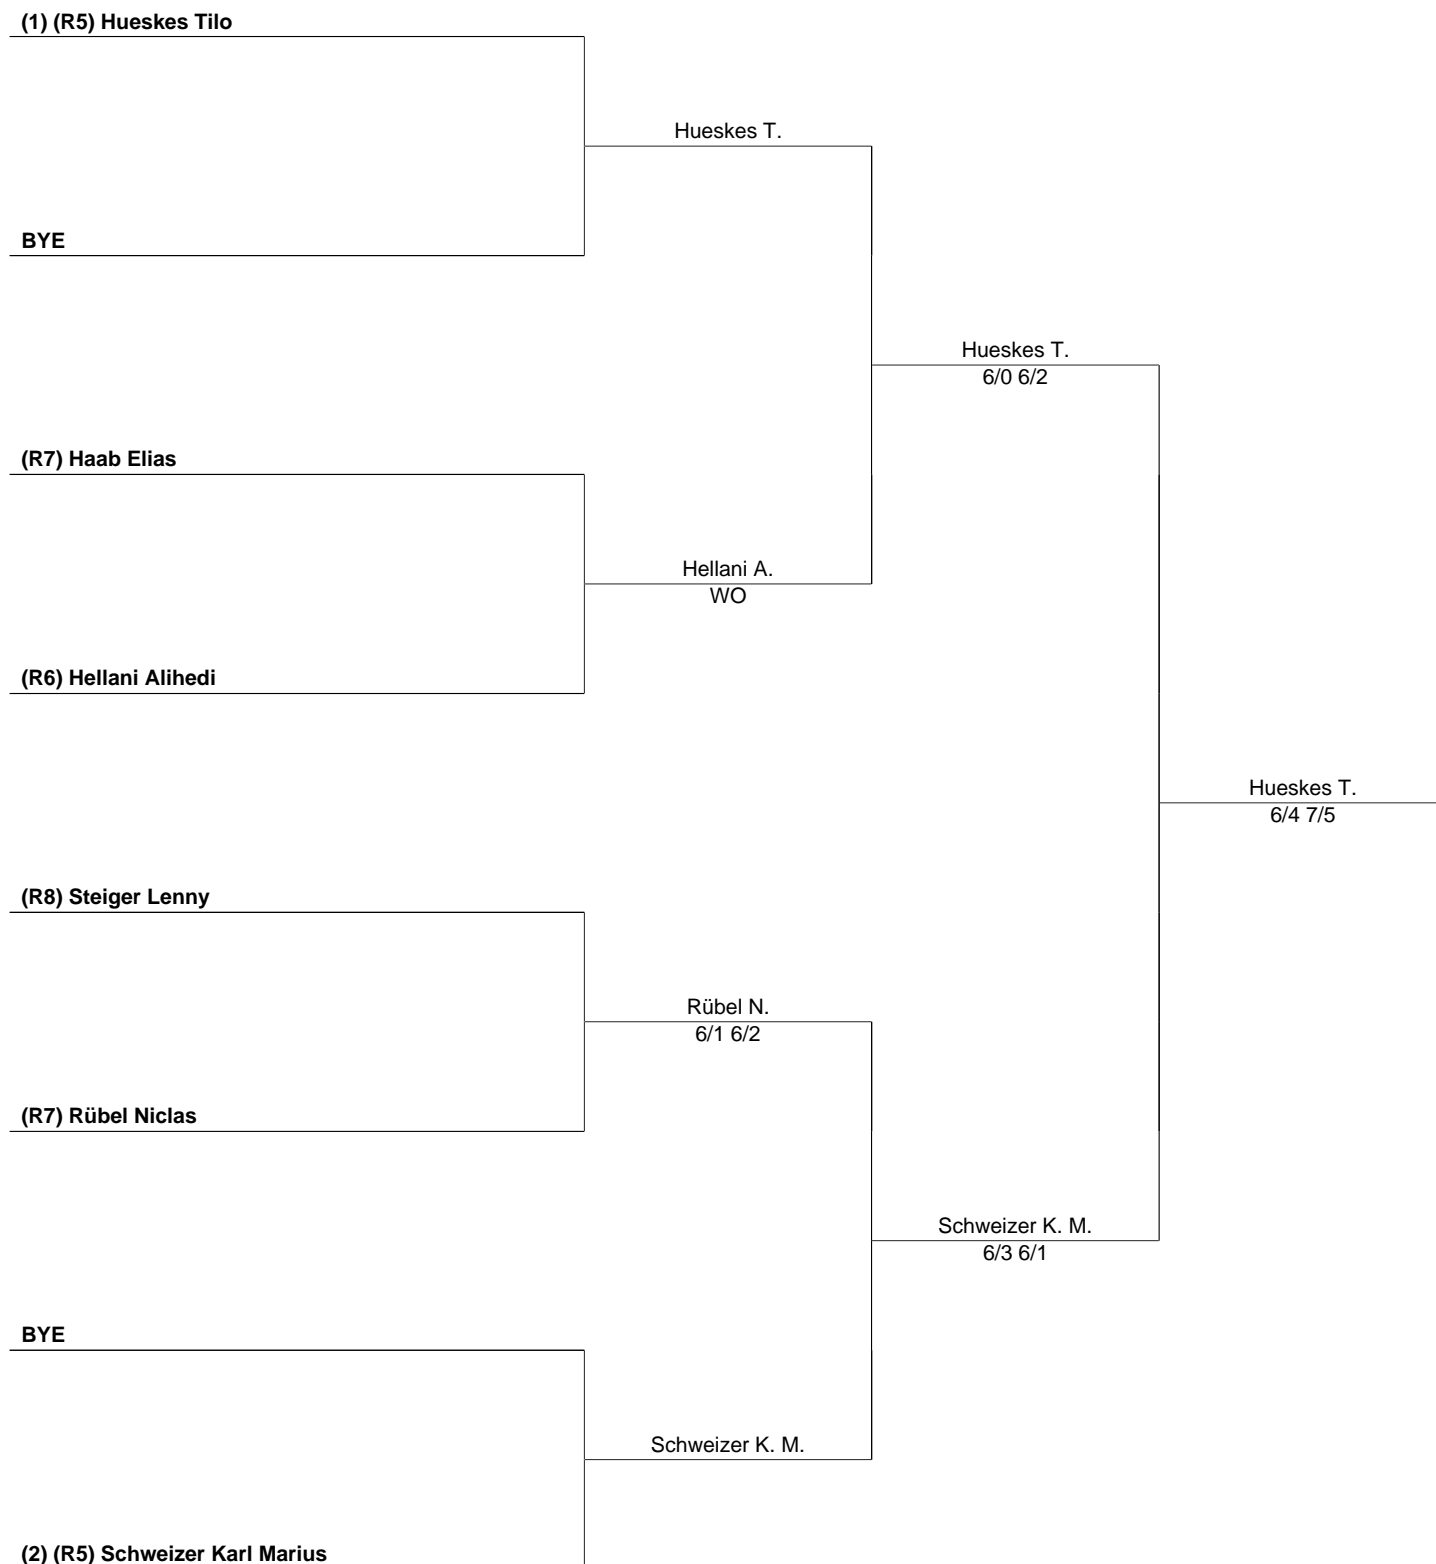 (1) (R5) Hueskes Tilo
Hueskes T.
BYE
Hueskes T.
6/0 6/2
(R7) Haab Elias
Hellani A.
WO
(R6) Hellani Alihedi
Hueskes T.
6/4 7/5
(R8) Steiger Lenny
Rübel N.
6/1 6/2
(R7) Rübel Niclas
Schweizer K. M.
6/3 6/1
BYE
Schweizer K. M.
(2) (R5) Schweizer Karl Marius